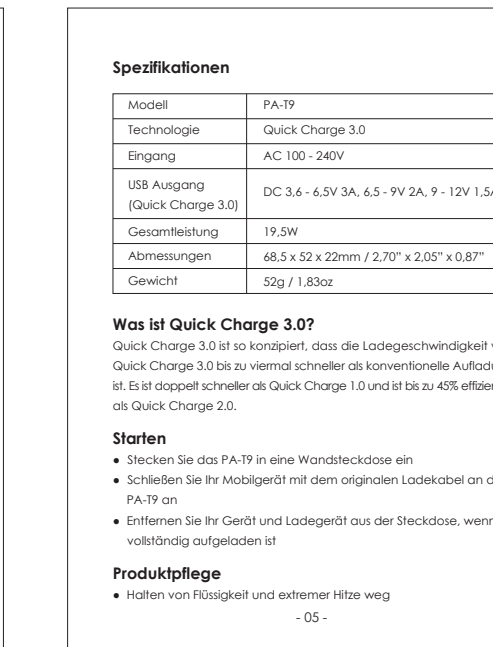 Spezifikationen
Modell PA-T9
Technologie Quick Charge 3.0
Eingang AC 100 - 240V
USB Ausgang
(Quick Charge 3.0) DC 3,6 - 6,5V 3A, 6,5 - 9V 2A, 9 - 12V 1,5A
Gesamtleistung 19,5W
Abmessungen 68,5 x 52 x 22mm / 2,70” x 2,05” x 0,87”
Gewicht 52g / 1,83oz
Was ist Quick Charge 3.0?
Quick Charge 3.0 ist so konzipiert, dass die Ladegeschwindigkeit
Quick Charge 3.0 bis zu viermal schneller als konventionelle
ist. Es ist doppelt schneller als Quick Charge 1.0 und ist bis zu 45%
als Quick Charge 2.0.
Starten
● Stecken Sie das PA-T9 in eine Wandsteckdose ein
● Schließen Sie Ihr Mobilgerät mit dem originalen Ladekabel an
PA-T9 an
● Entfernen Sie Ihr Gerät und Ladegerät aus der Steckdose, wenn
vollständig aufgeladen ist
Produktpflege
● Halten von Flüssigkeit und extremer Hitze weg
- 05 -